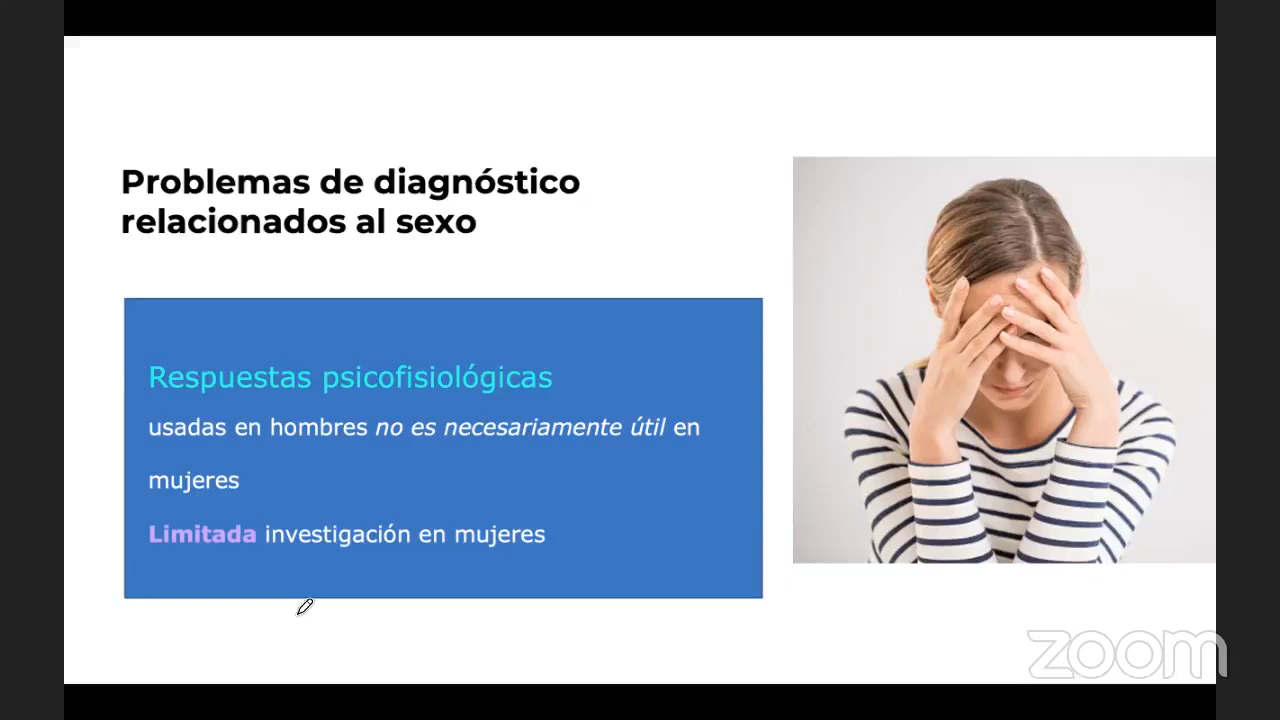 Problemas de diagnóstico
relacionados al sexo
Respuestas psicofisiológicas
usadas en hombres no es necesariamente útil en
mujeres
Limitada investigación en mujeres
zoom